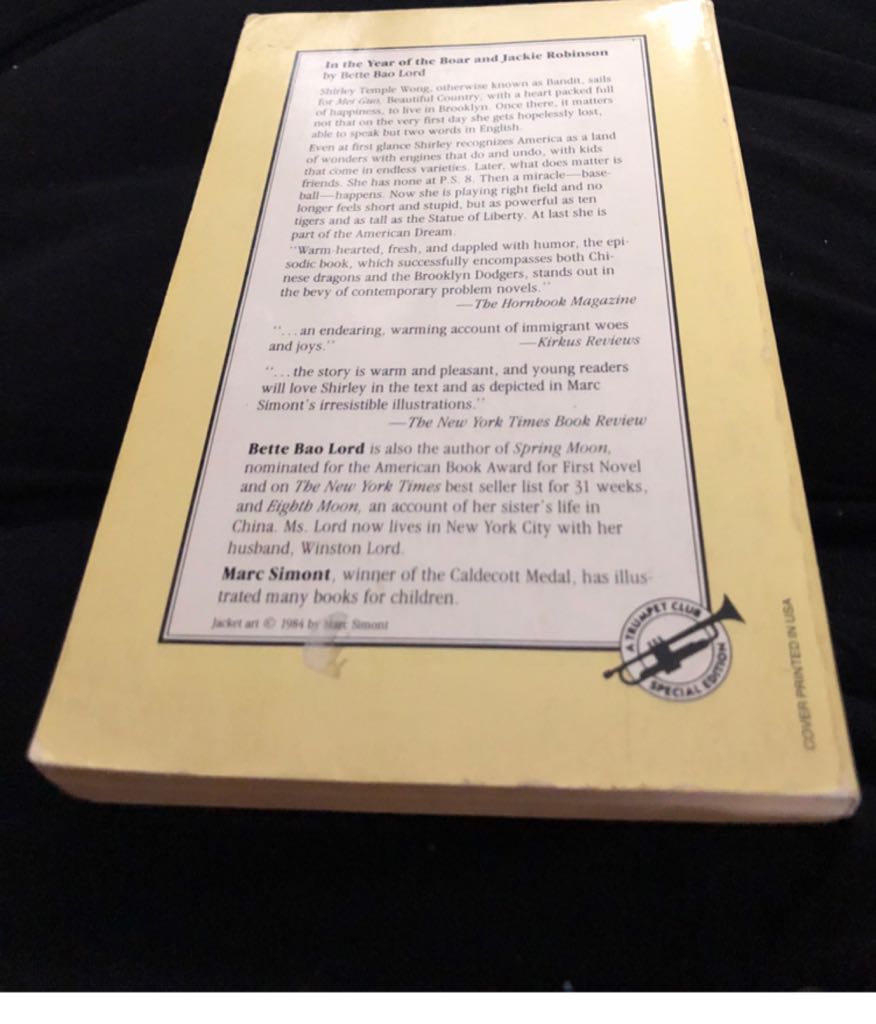 In the Year of the Boar and Jackie Robinson
by Bette Bao Lord
Shirley Temple Wong, otherwise known as Bandit, sails
for Mei Guo, Beautiful Country, with a heart packed full
of happiness, to live in Brooklyn. Once there, it matters
not that on the very first day she gets hopelessly lost,
able to speak but two words in English.
Even at first glance Shirley recognizes America as a land
of wonders with engines that do and undo, with kids
that come in endless varieties. Later, what does matter is
friends. She has none at P.S. 8. Then a miracle—base-
ball—happens. Now she is playing right field and no
longer feels short and stupid, but as powerful as ten
tigers and as tall as the Statue of Liberty. At last she is
part of the American Dream.
"Warm-hearted, fresh, and dappled with humor, the epi-
sodic book, which successfully encompasses both Chi-
nese dragons and the Brooklyn Dodgers, stands out in
the bevy of contemporary problem novels."
—The Hornbook Magazine
"...an endearing, warming account of immigrant woes
and joys." —Kirkus Reviews
"...the story is warm and pleasant, and young readers
will love Shirley in the text and as depicted in Marc
Simont's irresistible illustrations."
—The New York Times Book Review
Bette Bao Lord is also the author of Spring Moon,
nominated for the American Book Award for First Novel
and on The New York Times best seller list for 31 weeks,
and Eighth Moon, an account of her sister's life in
China. Ms. Lord now lives in New York City with her
husband, Winston Lord.
Marc Simont, winner of the Caldecott Medal, has illus-
trated many books for children.
Jacket art © 1984 by Marc Simont
A TRUMPET CLUB
SPECIAL EDITION
COVER PRINTED IN USA